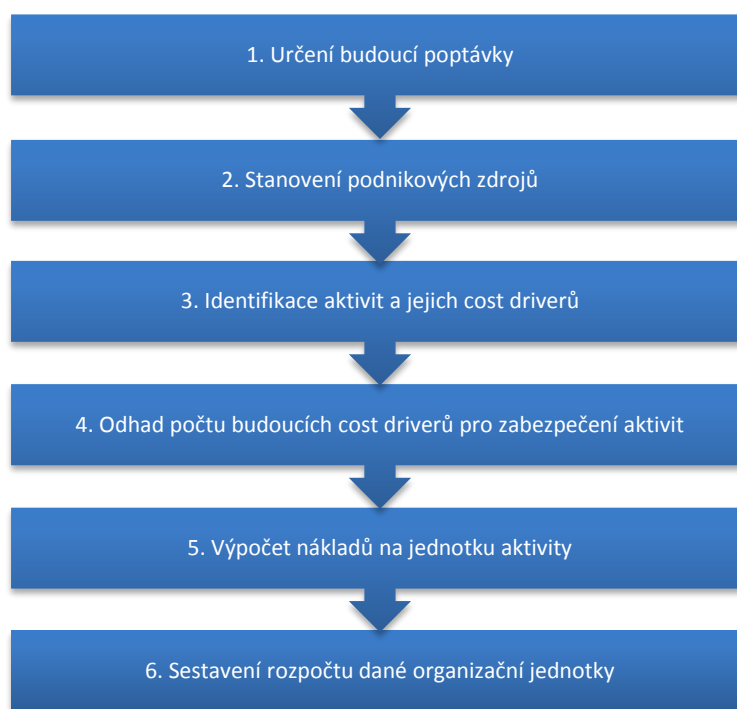 1. Určení budoucí poptávky
2. Stanovení podnikových zdrojů
3. Identifikace aktivit a jejich cost driverů
4. Odhad počtu budoucích cost driverů pro zabezpečení aktivit
5. Výpočet nákladů na jednotku aktivity
6. Sestavení rozpočtu dané organizační jednotky